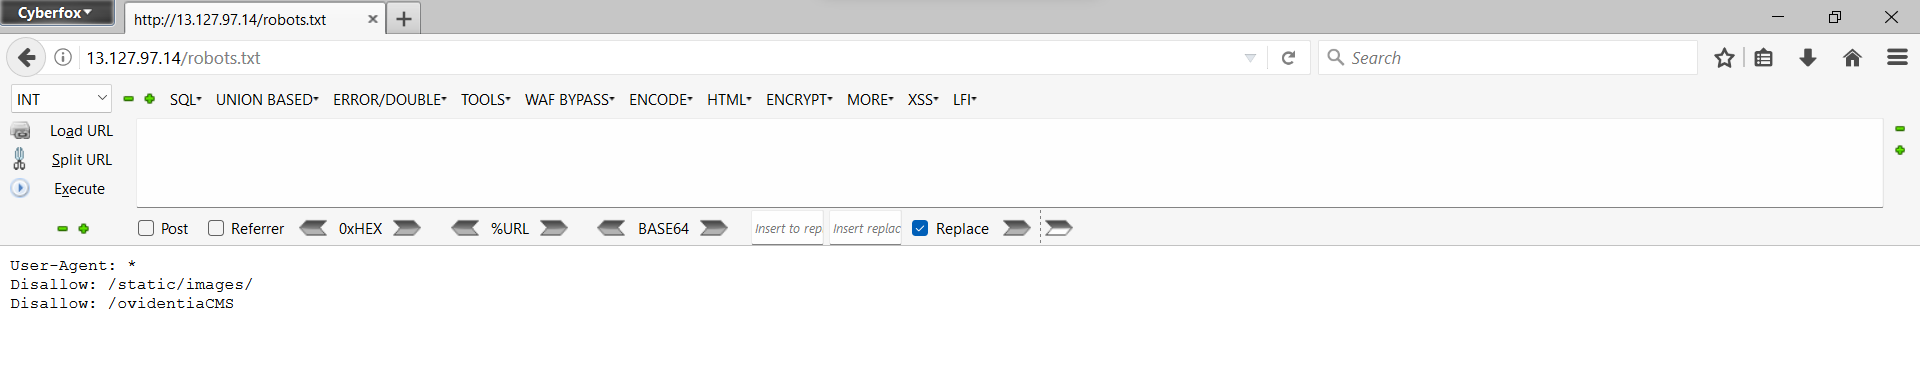 Cyberfox
http://13.127.97.14/robots.txt
13.127.97.14/robots.txt
Search
INT
SQL
UNION BASED
ERROR/DOUBLE
TOOLS
WAF BYPASS
ENCODE
HTML
ENCRYPT
MORE
XSS
LFI
Load URL
Split URL
Execute
Post
Referrer
0xHEX
%URL
BASE64
Insert to rep
Insert replac
Replace
User-Agent: *
Disallow: /static/images/
Disallow: /ovidentiaCMS